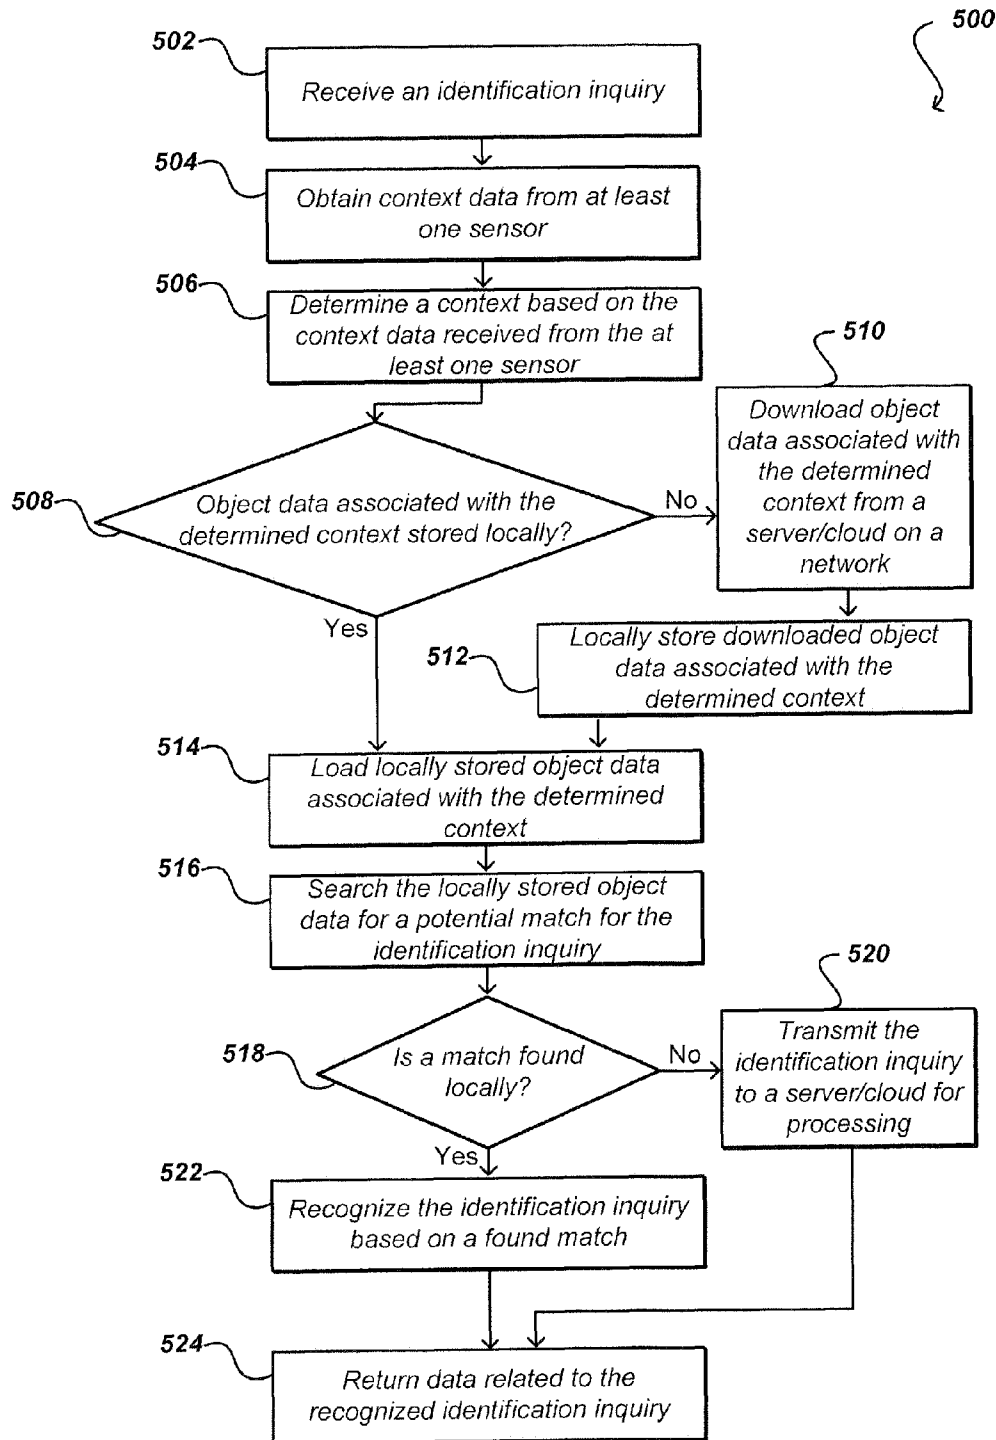 500
502
Receive an identification inquiry
504
Obtain context data from at least
one sensor
506
Determine a context based on the
context data received from the at
least one sensor
510
Download object
data associated with
the determined
context from a
server/cloud on a
network
508
Object data associated with the
determined context stored locally?
No
Yes
512
Locally store downloaded object
data associated with the
determined context
514
Load locally stored object data
associated with the determined
context
516
Search the locally stored object
data for a potential match for the
identification inquiry
520
Transmit the
identification inquiry
to a server/cloud for
processing
518
Is a match found
locally?
No
Yes
522
Recognize the identification inquiry
based on a found match
524
Return data related to the
recognized identification inquiry